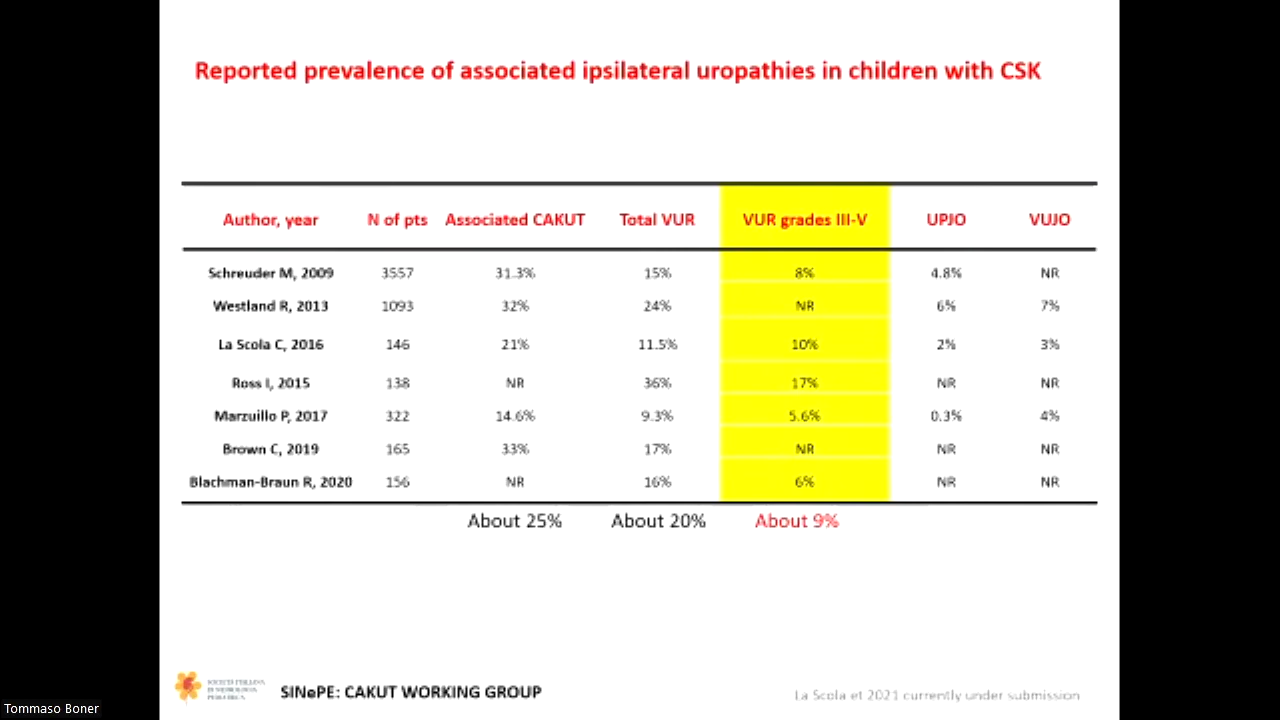 Reported prevalence of associated ipsilateral uropathies in children with CSK
Author, year N of pts Associated CAKUT Total VUR VUR grades III-V UPJO VUJO
Schreuder M, 2009 3557 31.3% 15% 8% 4.8% NR
Westland R, 2013 1093 32% 24% NR 6% 7%
La Scola C, 2016 146 21% 11.5% 10% 2% 3%
Ross I, 2015 138 NR 36% 17% NR NR
Marzuillo P, 2017 322 14.6% 9.3% 5.6% 0.3% 4%
Brown C, 2019 165 33% 17% NR NR NR
Blachman-Braun R, 2020 156 NR 16% 6% NR NR
About 25% About 20% About 9%
SOCIETÀ ITALIANA
DI NEFROLOGIA
PEDIATRICA
SINePE: CAKUT WORKING GROUP
La Scola et 2021 currently under submission
Tommaso Boner